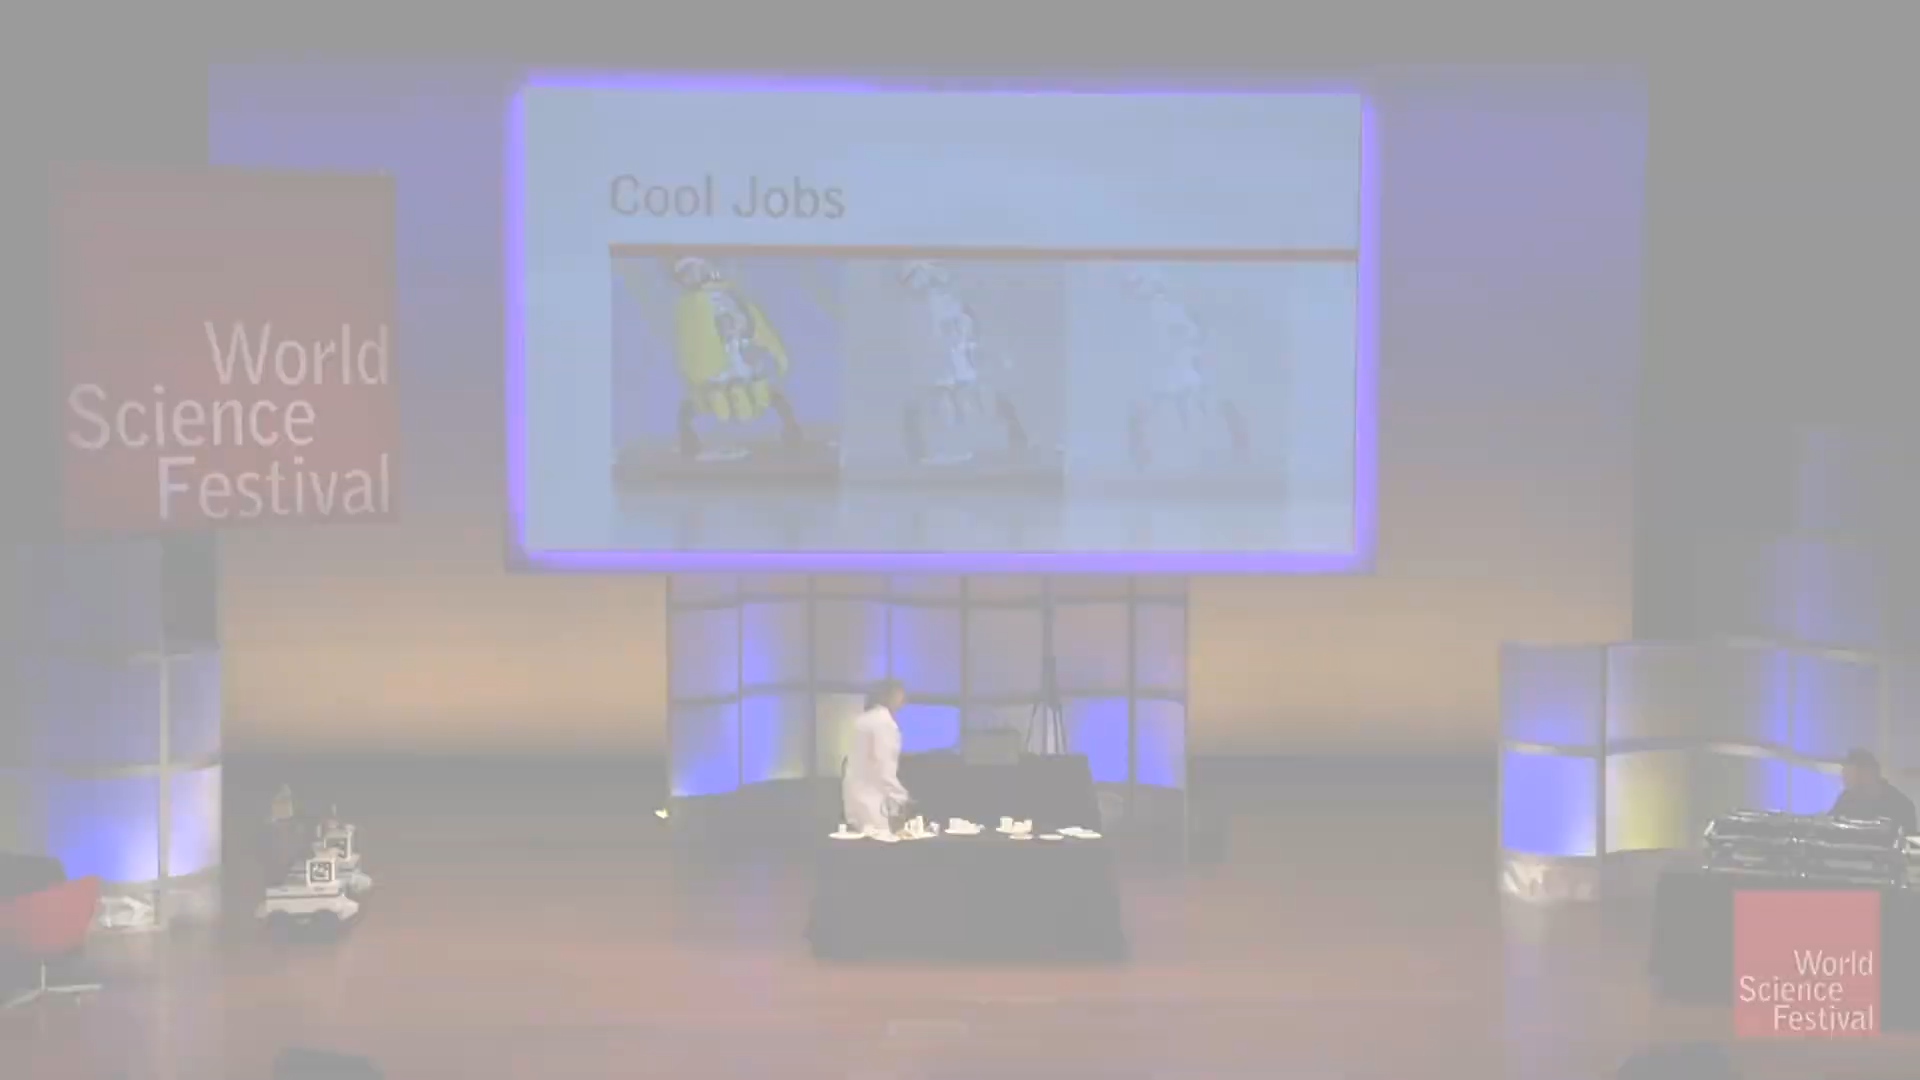 Cool Jobs
World
Science
Festival
World
Science
Festival